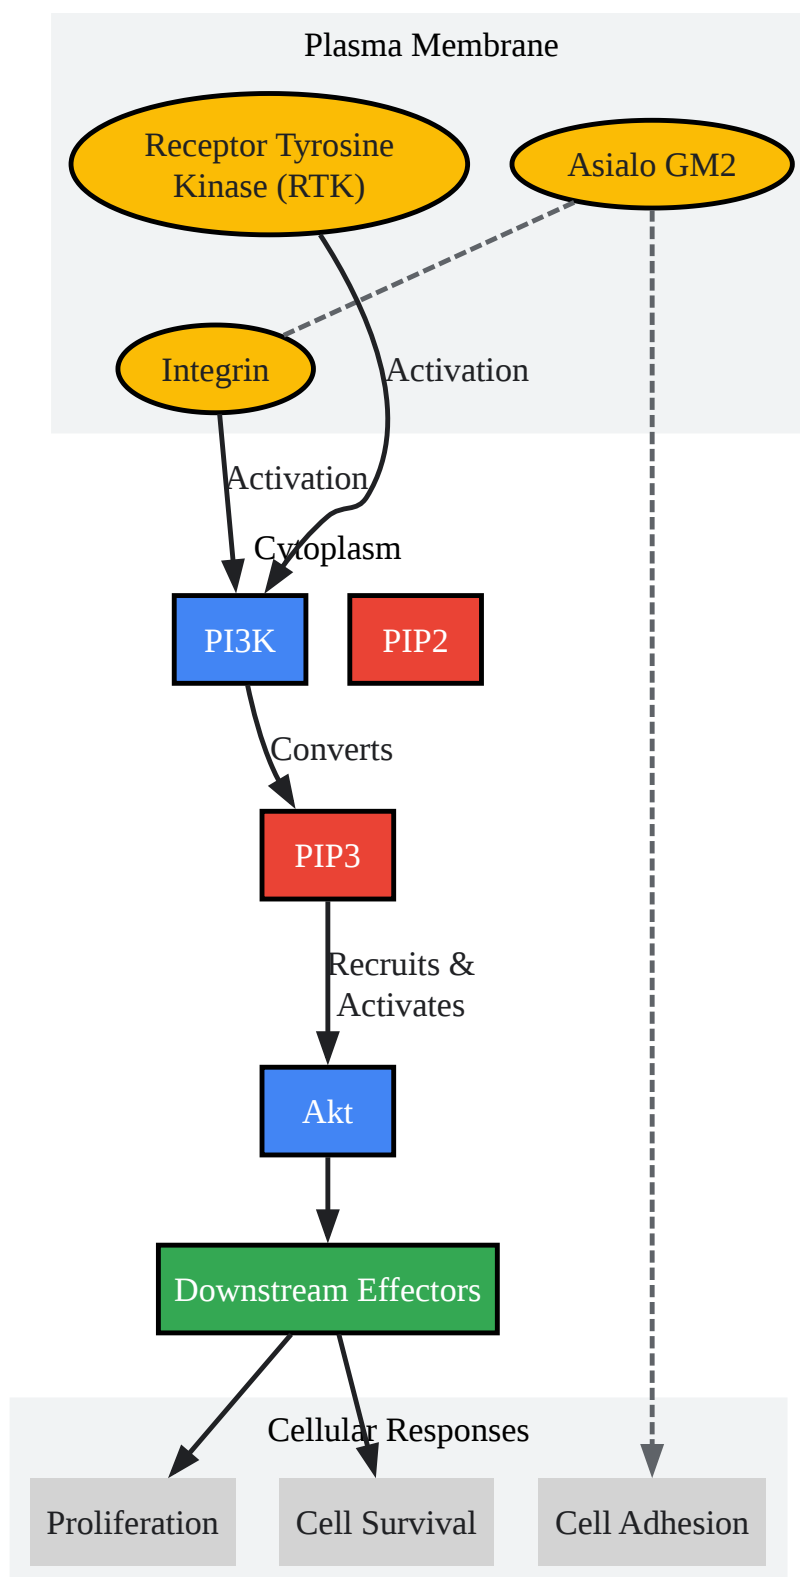 Plasma Membrane
Receptor Tyrosine
Kinase (RTK)
Asialo GM2
Integrin
Activation
Activation
Cytoplasm
PI3K
PIP2
Converts
PIP3
Recruits &
Activates
Akt
Downstream Effectors
Cellular Responses
Proliferation
Cell Survival
Cell Adhesion